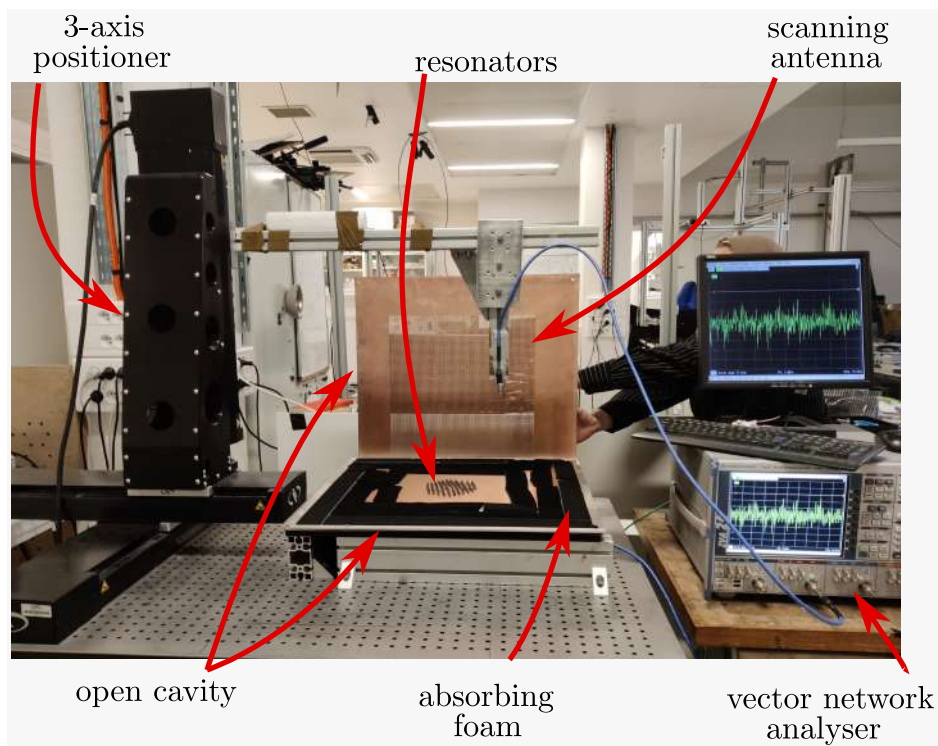 3-axis
positioner
resonators
scanning
antenna
open cavity
absorbing
foam
vector network
analyser